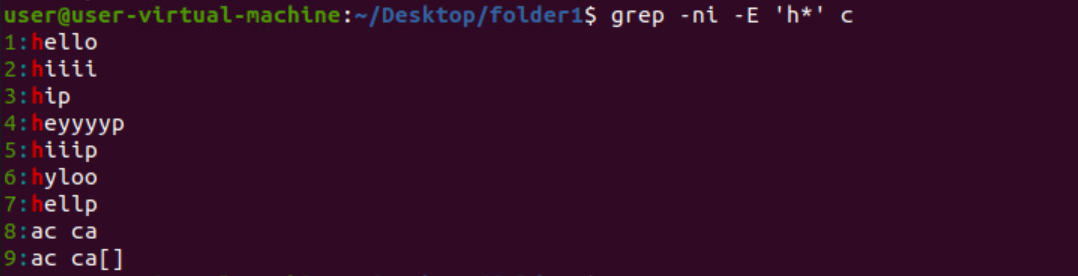 user@user-virtual-machine:~/Desktop/folder1$ grep -ni -E 'h*' c
1:hello
2:hiiii
3:hip
4:heyyyyp
5:hiiip
6:hyloo
7:hellp
8:ac ca
9:ac ca[]